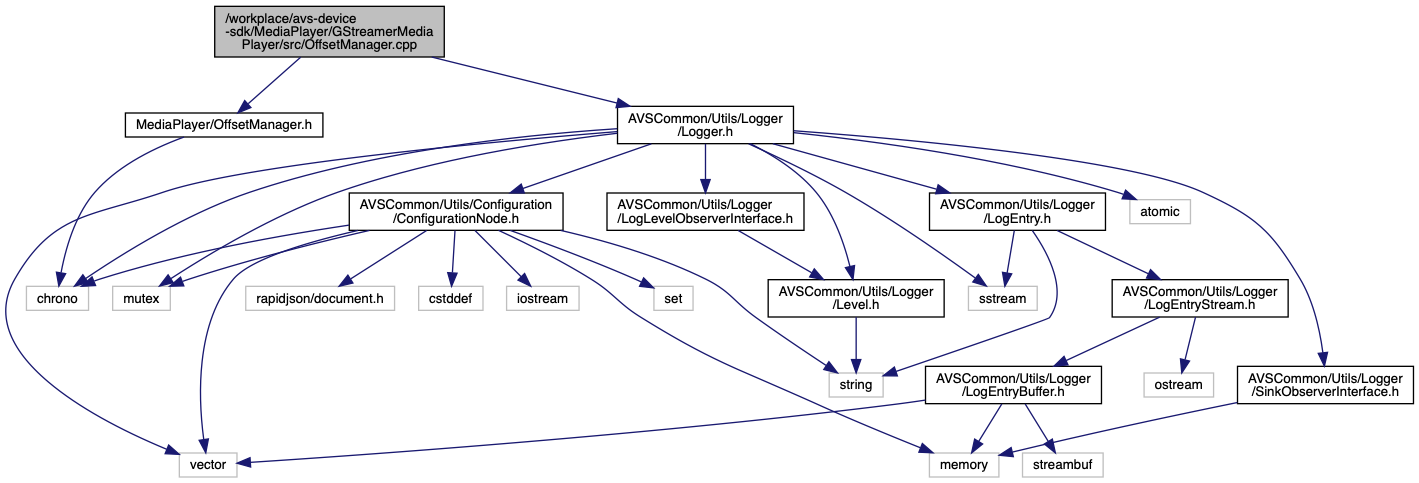 /workplace/avs-device
-sdk/MediaPlayer/GStreamerMedia
Player/src/OffsetManager.cpp
MediaPlayer/OffsetManager.h
AVSCommon/Utils/Logger
/Logger.h
AVSCommon/Utils/Configuration
/ConfigurationNode.h
AVSCommon/Utils/Logger
/LogLevelObserverInterface.h
AVSCommon/Utils/Logger
/LogEntry.h
atomic
chrono
mutex
rapidjson/document.h
cstddef
iostream
set
AVSCommon/Utils/Logger
/Level.h
sstream
AVSCommon/Utils/Logger
/LogEntryStream.h
string
AVSCommon/Utils/Logger
/LogEntryBuffer.h
ostream
AVSCommon/Utils/Logger
/SinkObserverInterface.h
vector
memory
streambuf